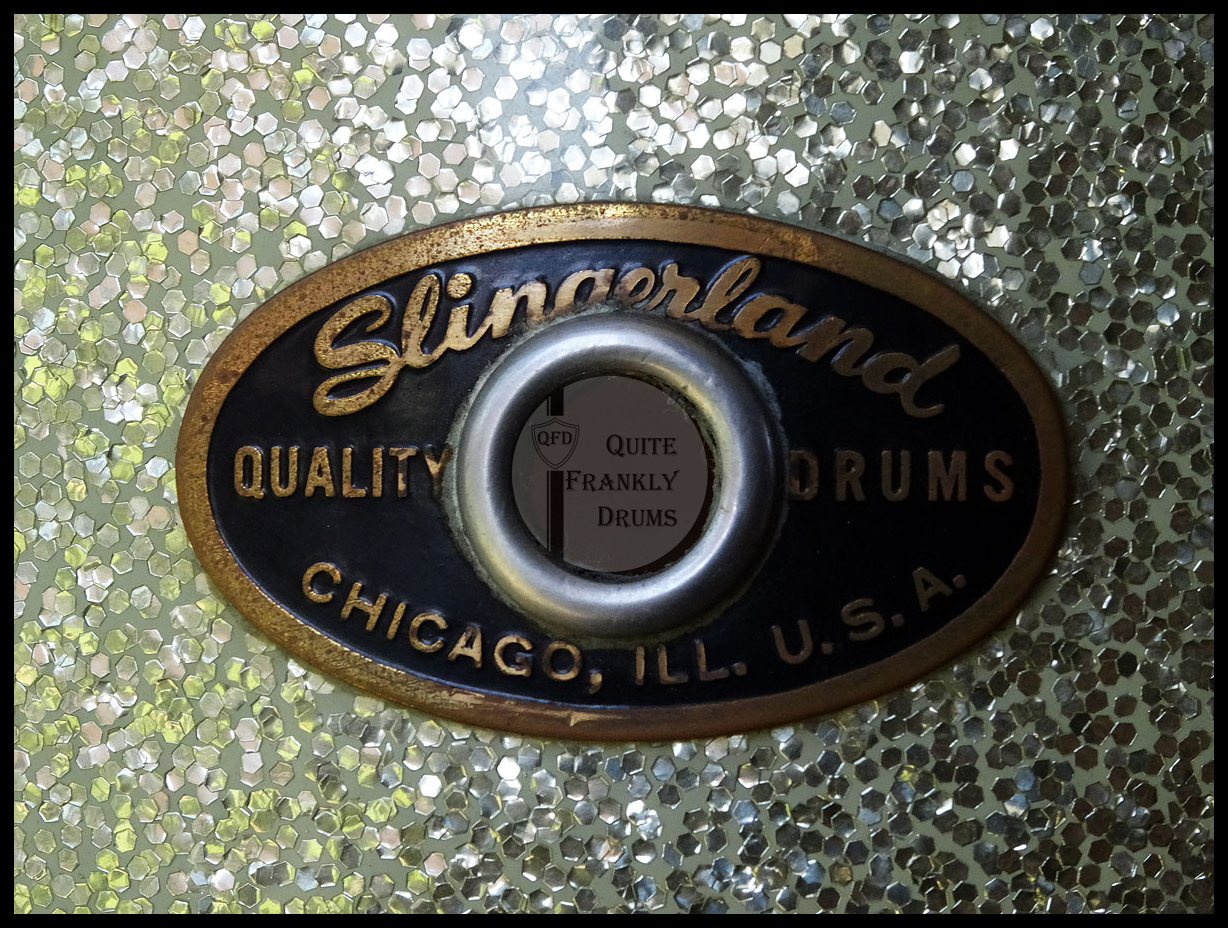 Slingerland
QUALITY DRUMS
QFD
QUITE
FRANKLY
DRUMS
CHICAGO, ILL. U.S.A.